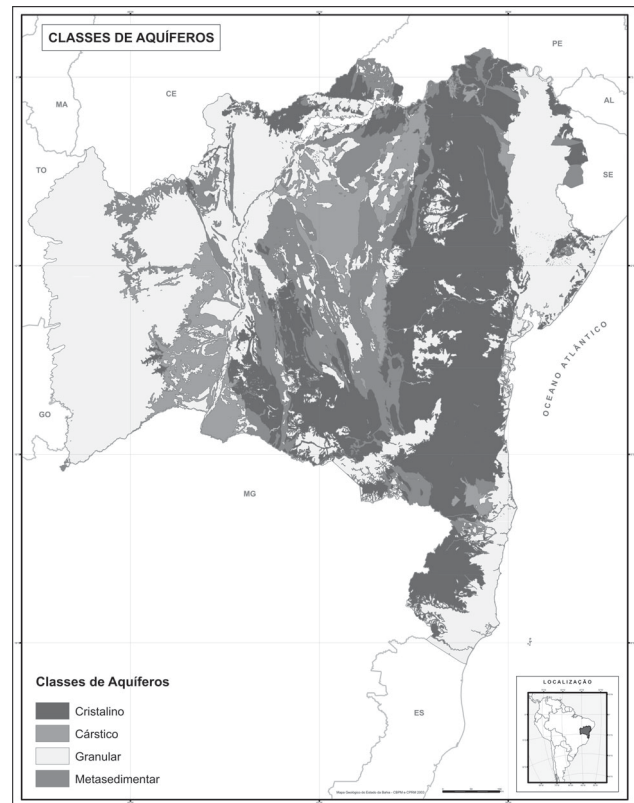 CLASSES DE AQUÍFEROS
PE
MA
CE
AL
TO
SE
GO
OCEANO ATLÂNTICO
MG
ES
Classes de Aquíferos
Cristalino
Cárstico
Granular
Metasedimentar
LOCALIZAÇÃO